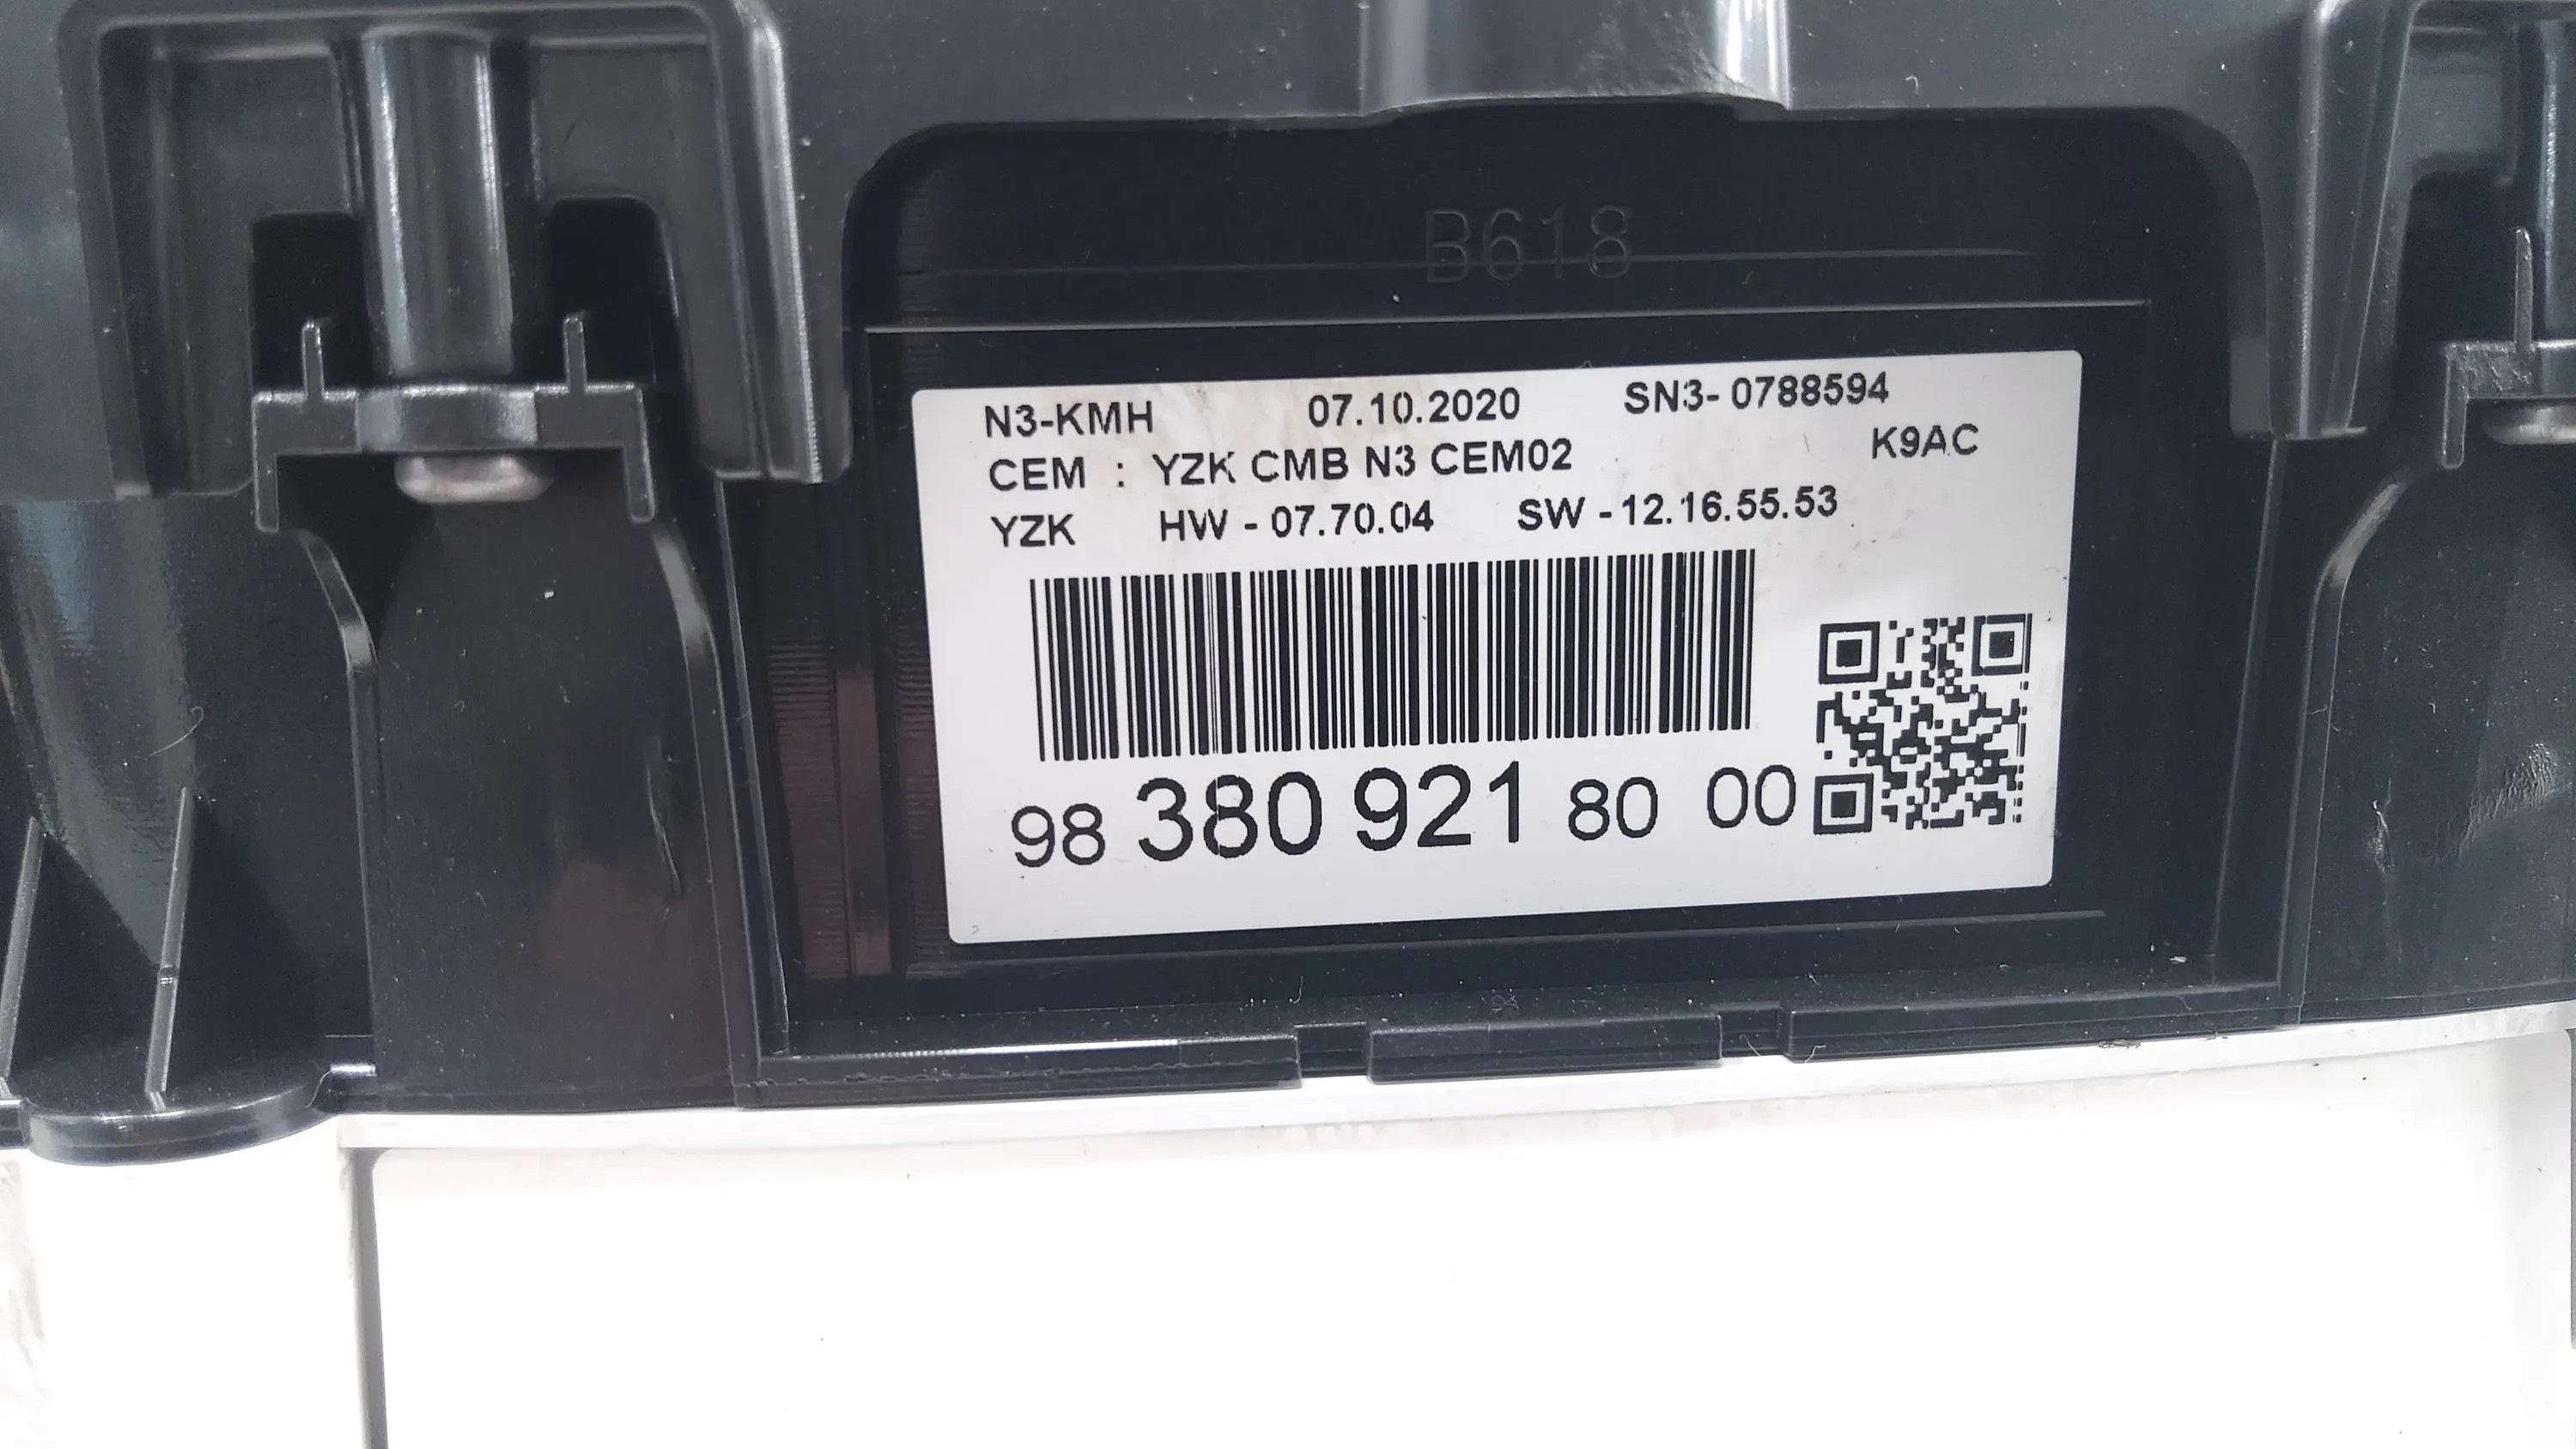 B618
N3-KMH 07.10.2020 SN3- 0788594
CEM : YZK CMB N3 CEM02 K9AC
YZK HW - 07.70.04 SW - 12.16.55.53
98 380 921 80 00